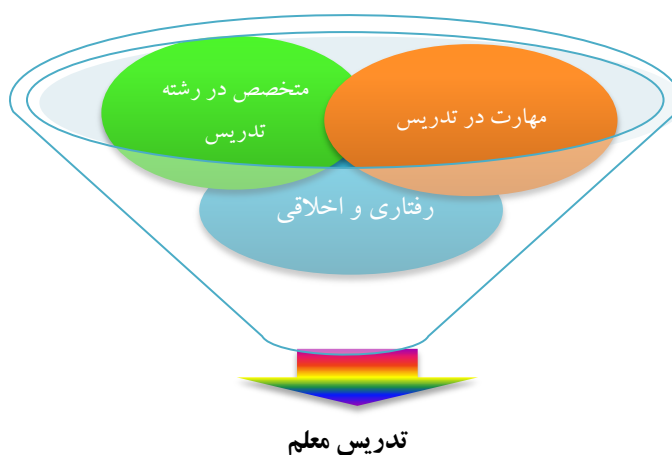 متخصص در رشته
تدریس
مهارت در تدریس
رفتاری و اخلاقی
تدریس معلم